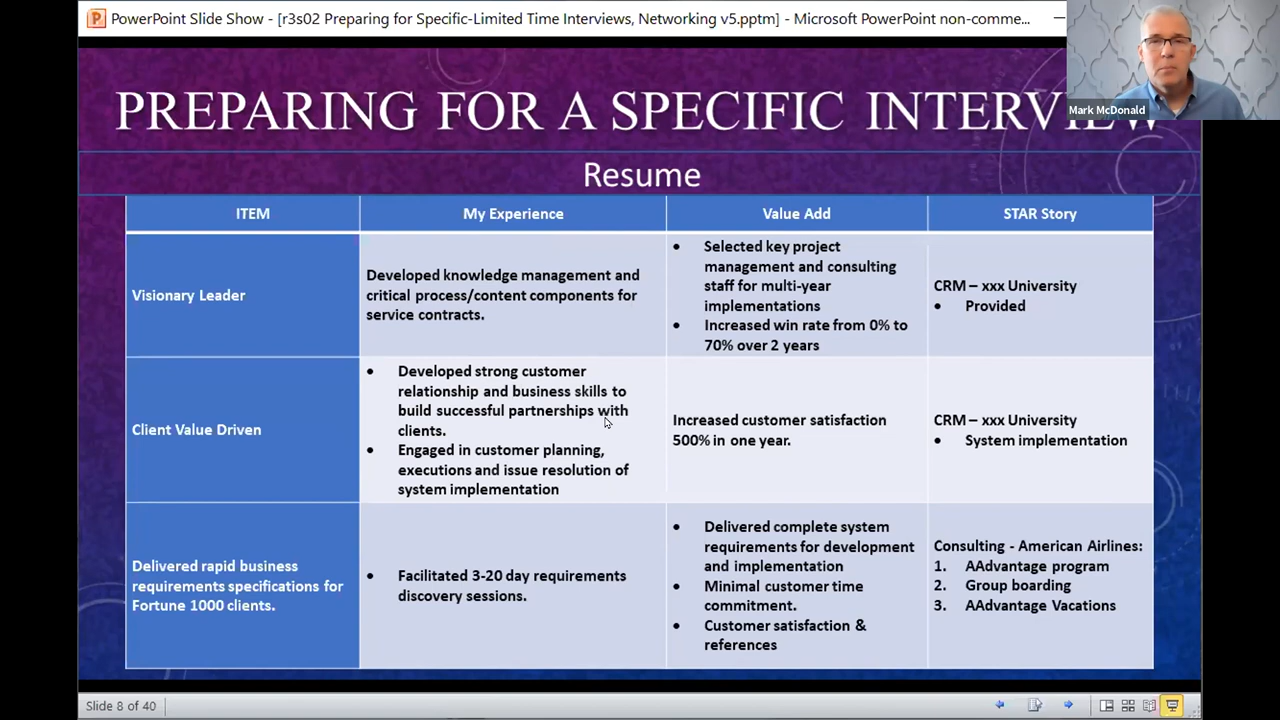 PowerPoint Slide Show - [r3s02 Preparing for Specific-Limited Time Interviews, Networking v5.pptm] - Microsoft PowerPoint non-comme...
Mark McDonald
PREPARING FOR A SPECIFIC INTERVIEW
Resume
ITEM
My Experience
Value Add
STAR Story
Visionary Leader
Developed knowledge management and
critical process/content components for
service contracts.
• Selected key project
management and consulting
staff for multi-year
implementations
• Increased win rate from 0% to
70% over 2 years
CRM – xxx University
• Provided
Client Value Driven
• Developed strong customer
relationship and business skills to
build successful partnerships with
clients.
• Engaged in customer planning,
executions and issue resolution of
system implementation
Increased customer satisfaction
500% in one year.
CRM – xxx University
• System implementation
Delivered rapid business
requirements specifications for
Fortune 1000 clients.
• Facilitated 3-20 day requirements
discovery sessions.
• Delivered complete system
requirements for development
and implementation
• Minimal customer time
commitment.
• Customer satisfaction &
references
Consulting - American Airlines:
1. AAdvantage program
2. Group boarding
3. AAdvantage Vacations
Slide 8 of 40